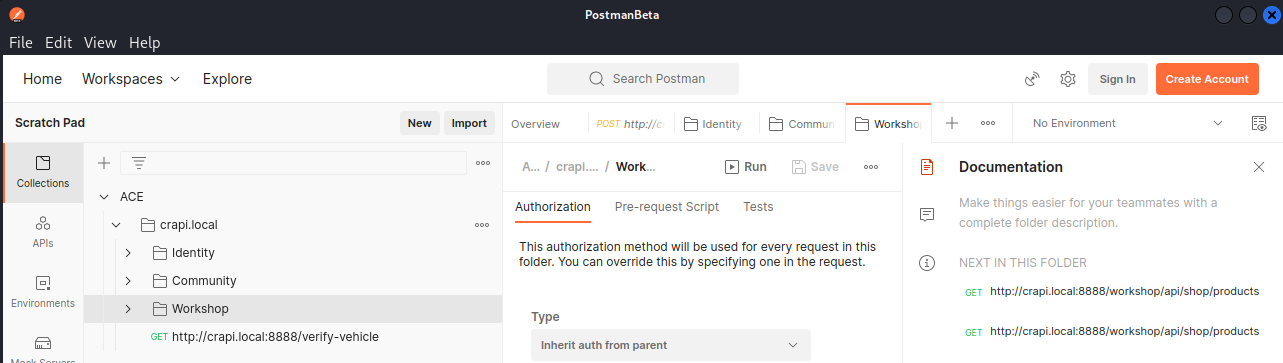 PostmanBeta
File Edit View Help
Home Workspaces Explore Search Postman Sign In Create Account
Scratch Pad New Import
Overview POST http://c Identity Commun Worksho No Environment
Collections
APIs
Environments
Mock Servers
ACE
crapi.local
Identity
Community
Workshop
GET http://crapi.local:8888/verify-vehicle
A... / crapi.... / Work... Run Save
Authorization Pre-request Script Tests
This authorization method will be used for every request in this
folder. You can override this by specifying one in the request.
Type
Inherit auth from parent
Documentation
Make things easier for your teammates with a
complete folder description.
NEXT IN THIS FOLDER
GET http://crapi.local:8888/workshop/api/shop/products
GET http://crapi.local:8888/workshop/api/shop/products